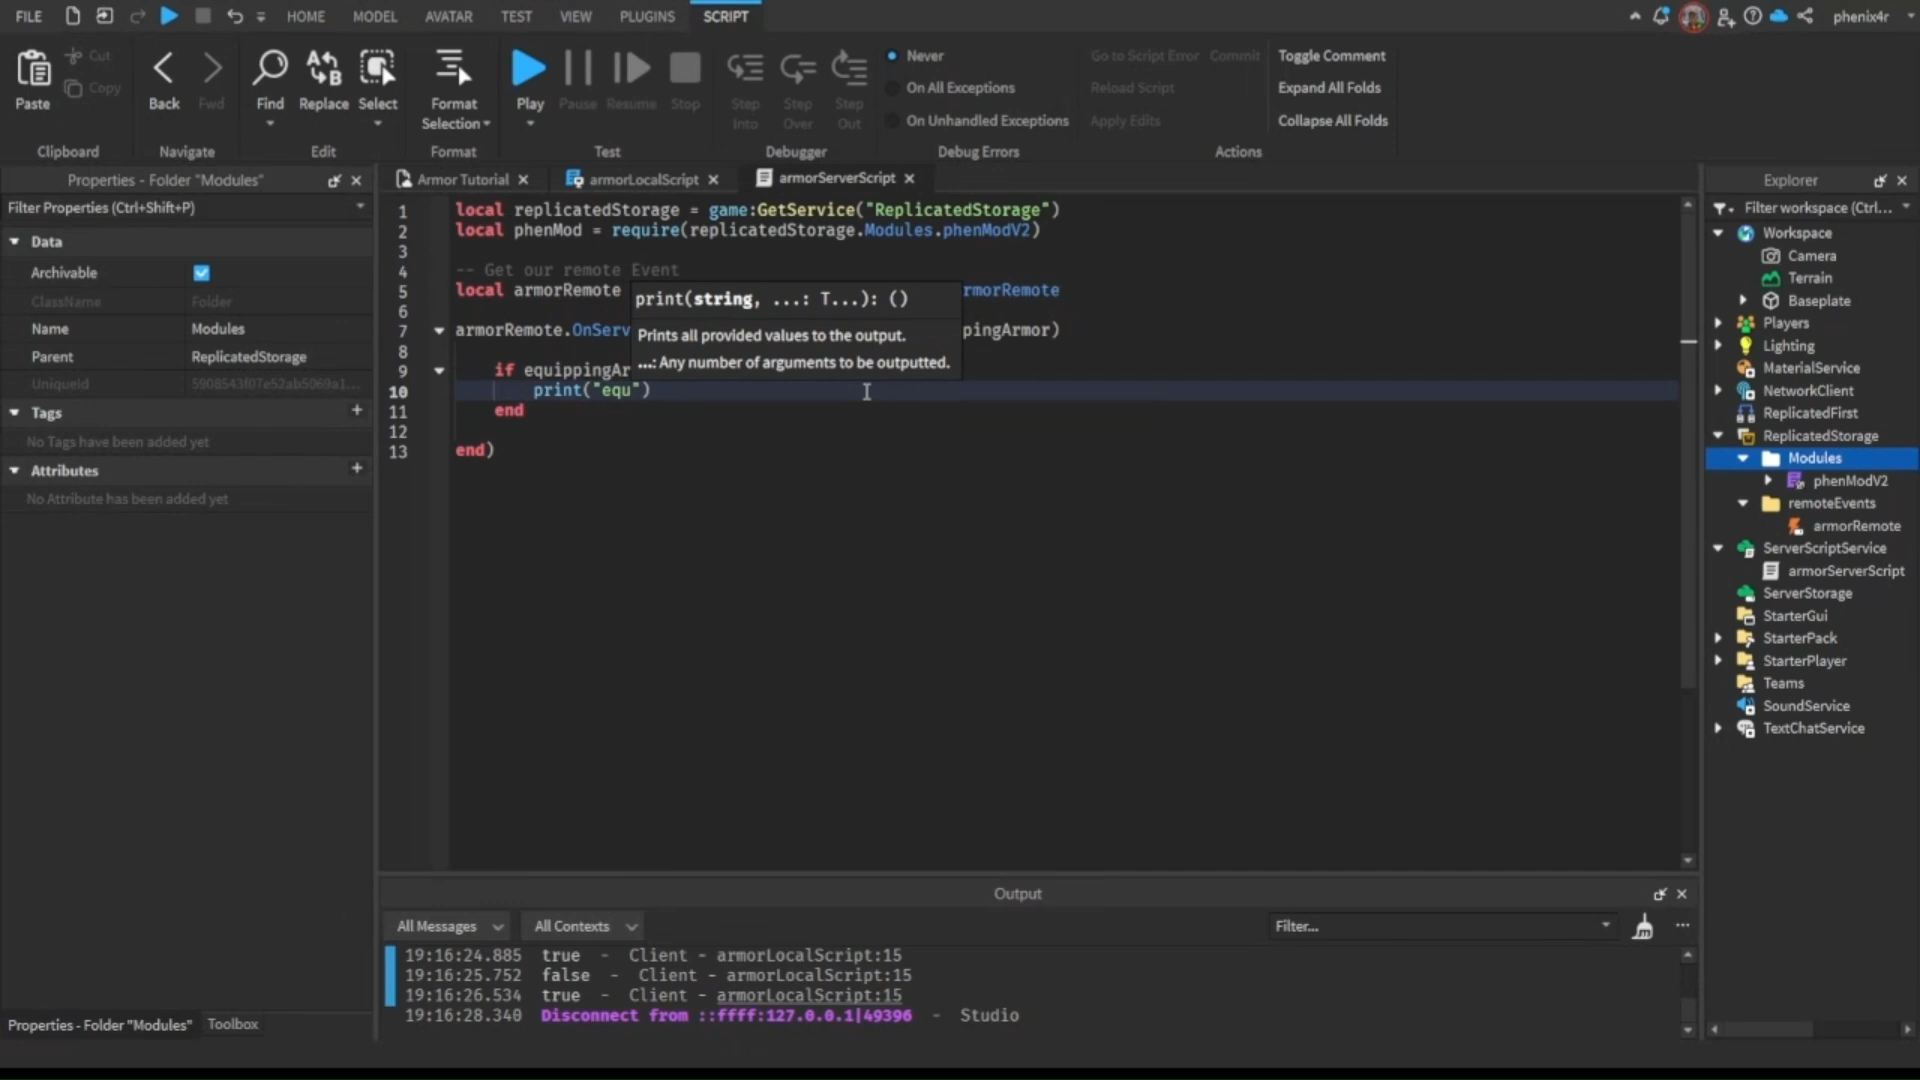 FILE HOME MODEL AVATAR TEST VIEW PLUGINS SCRIPT phenix4r
Paste Cut Copy Back Fwd Find Replace Select Format Selection Play Pause Resume Stop Step Into Step Over Step Out
Never
On All Exceptions
On Unhandled Exceptions
Go to Script Error Commit
Reload Script
Apply Edits
Toggle Comment
Expand All Folds
Collapse All Folds
Clipboard Navigate Edit Format Test Debugger Debug Errors Actions
Properties - Folder "Modules"
Filter Properties (Ctrl+Shift+P)
Data
Archivable
ClassName Folder
Name Modules
Parent ReplicatedStorage
UniqueId 5908543f07e52ab5069a1...
Tags +
No Tags have been added yet
Attributes +
No Attribute has been added yet
Properties - Folder "Modules" Toolbox
Armor Tutorial armorLocalScript armorServerScript
1 local replicatedStorage = game:GetService("ReplicatedStorage")
2 local phenMod = require(replicatedStorage.Modules.phenModV2)
3
4 -- Get our remote Event
5 local armorRemote rmorRemote
6
7 armorRemote.OnServ pingArmor)
8
9 if equippingAr
10 print("equ")
11 end
12
13 end)
print(string, ...: T...): ()
Prints all provided values to the output.
...: Any number of arguments to be outputted.
Output
All Messages All Contexts Filter...
19:16:24.885 true - Client - armorLocalScript:15
19:16:25.752 false - Client - armorLocalScript:15
19:16:26.534 true - Client - armorLocalScript:15
19:16:28.340 Disconnect from ::ffff:127.0.0.1|49396 - Studio
Explorer
Filter workspace (Ctrl...
Workspace
Camera
Terrain
Baseplate
Players
Lighting
MaterialService
NetworkClient
ReplicatedFirst
ReplicatedStorage
Modules
phenModV2
remoteEvents
armorRemote
ServerScriptService
armorServerScript
ServerStorage
StarterGui
StarterPack
StarterPlayer
Teams
SoundService
TextChatService